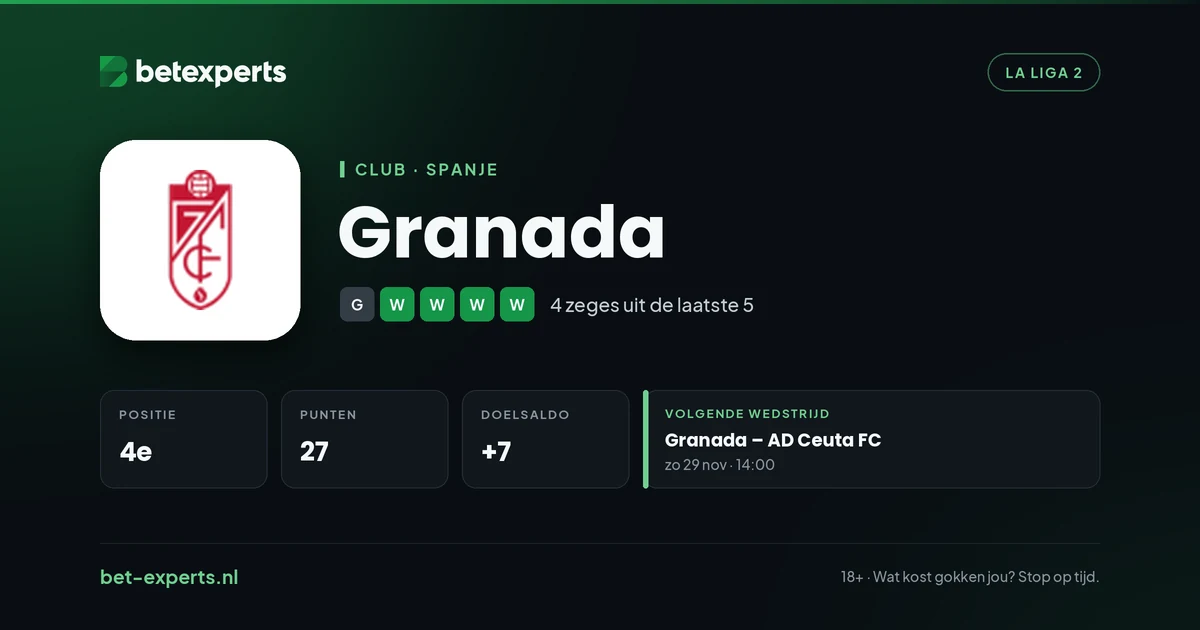 betexperts
LA LIGA 2
CLUB · SPANJE
Granada
G W W W W 4 zeges uit de laatste 5
POSITIE
4e
PUNTEN
27
DOELSALDO
+7
VOLGENDE WEDSTRIJD
Granada – AD Ceuta FC
zo 29 nov · 14:00
bet-experts.nl
18+ · Wat kost gokken jou? Stop op tijd.